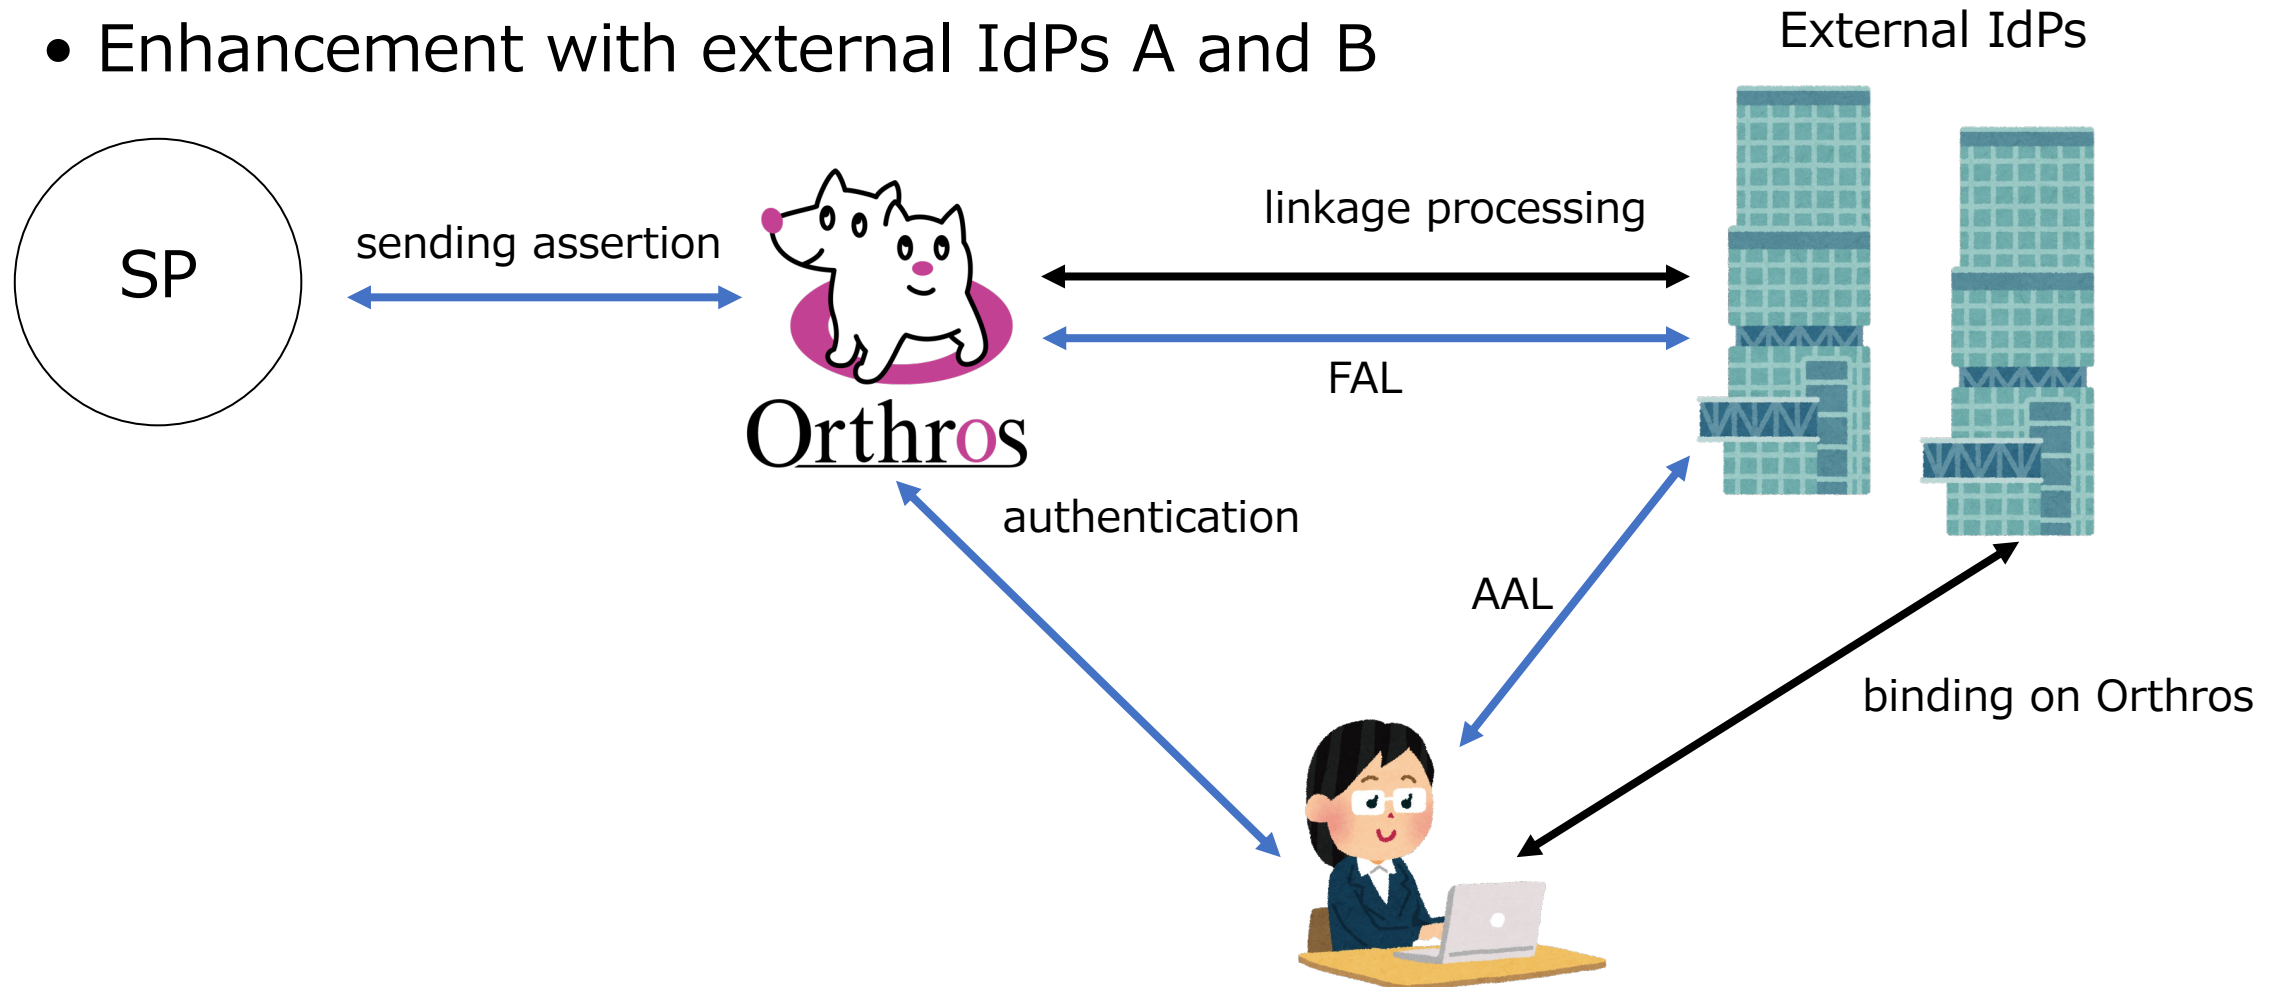 • Enhancement with external IdPs A and B
External IdPs
SP
sending assertion
linkage processing
FAL
Orthros
authentication
AAL
binding on Orthros